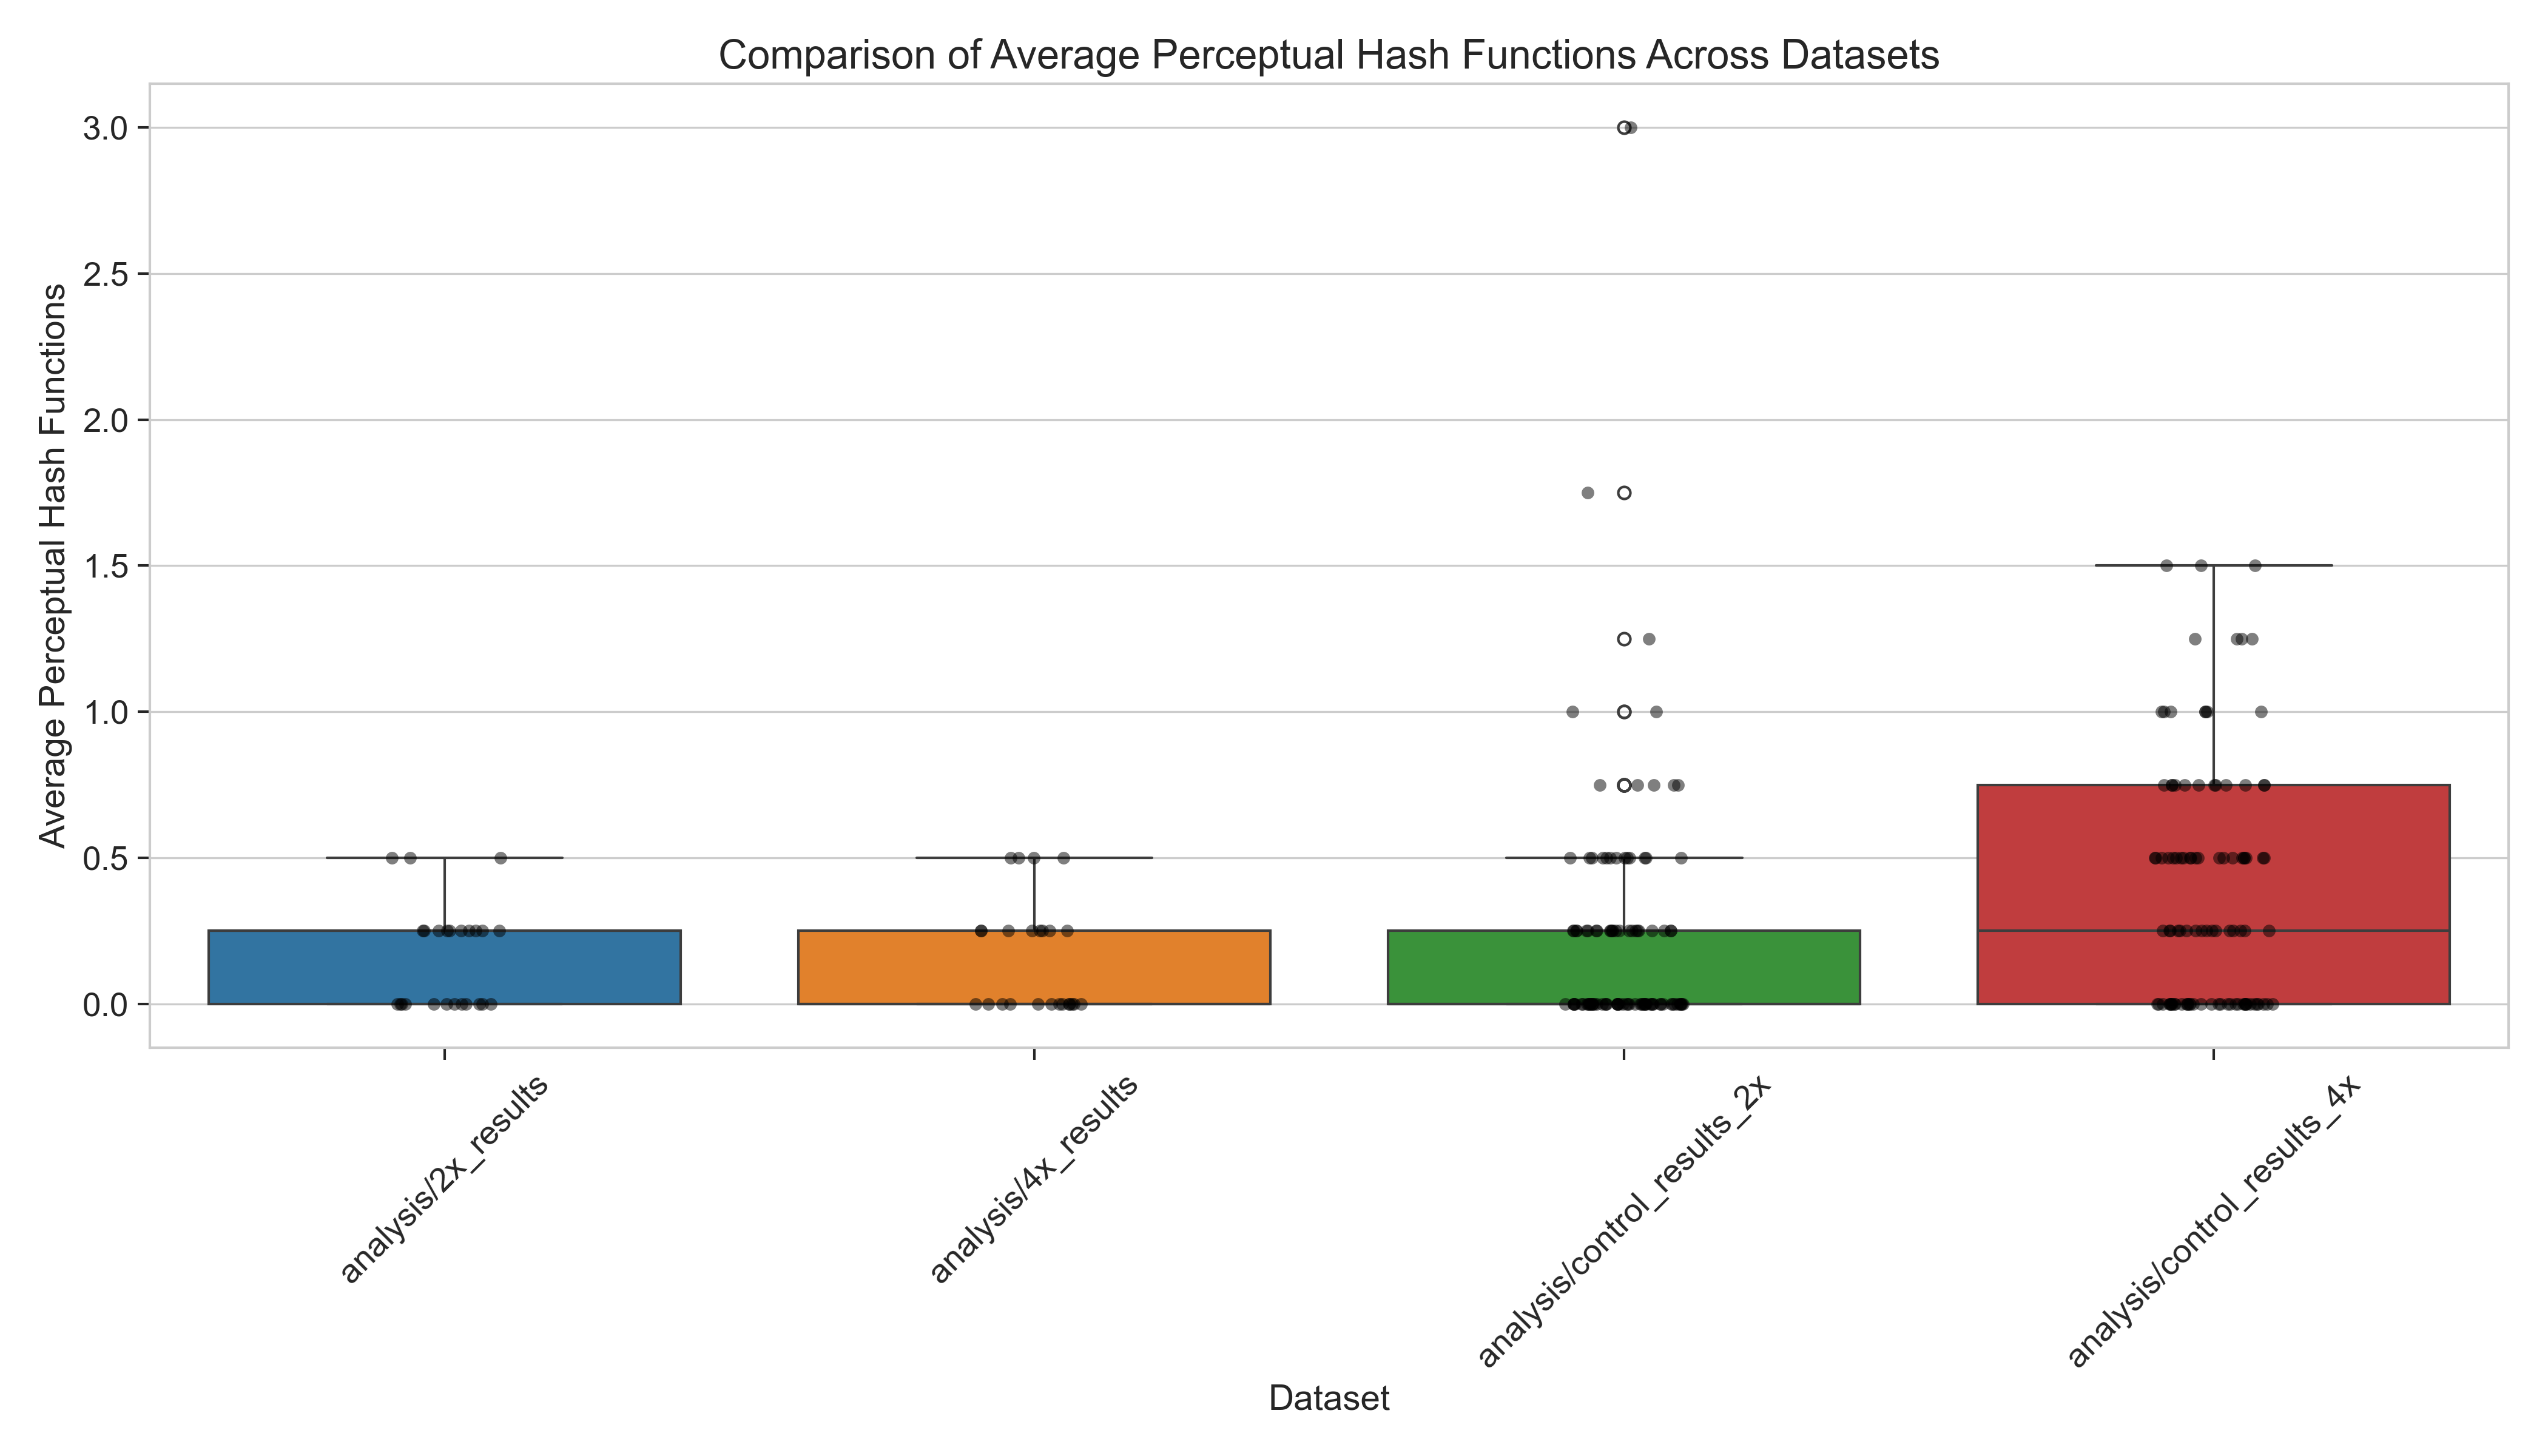 Comparison of Average Perceptual Hash Functions Across Datasets
Average Perceptual Hash Functions
3.0
2.5
2.0
1.5
1.0
0.5
0.0
analysis/2x_results
analysis/4x_results
analysis/control_results_2x
analysis/control_results_4x
Dataset